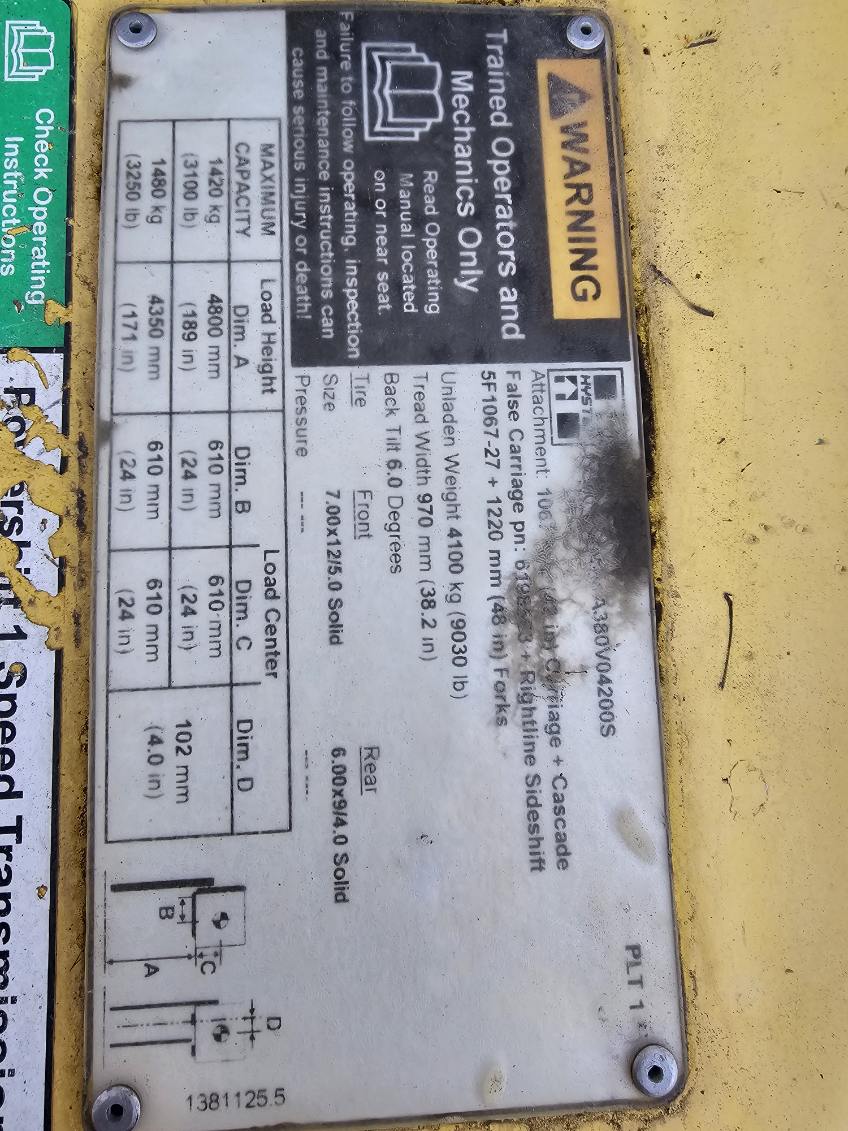 WARNING
Trained Operators and
Mechanics Only
Read Operating
Manual located
on or near seat.
Failure to follow operating, inspection
and maintenance instructions can
cause serious injury or death!
PLT 1
HYST
A380V04200S
Attachment: 106 Carriage + Cascade
False Carriage pn: + Rightline Sideshift
5F1067-27 + 1220 mm (48 in) Forks
Unladen Weight 4100 kg (9030 lb)
Tread Width 970 mm (38.2 in)
Back Tilt 6.0 Degrees
Tire Front Rear
Size 7.00x12/5.0 Solid 6.00x9/4.0 Solid
Pressure --- --- --- ---
MAXIMUM
CAPACITY
Load Height
Dim. A
Load Center
Dim. B Dim. C Dim. D
1420 kg 4800 mm 610 mm 610 mm
(3100 lb) (189 in) (24 in) (24 in)
102 mm
(4.0 in)
1480 kg 4350 mm 610 mm 610 mm
(3250 lb) (171 in) (24 in) (24 in)
D
C
B
A
1381125.5
Check Operating
Instructions
1 Speed Transmission